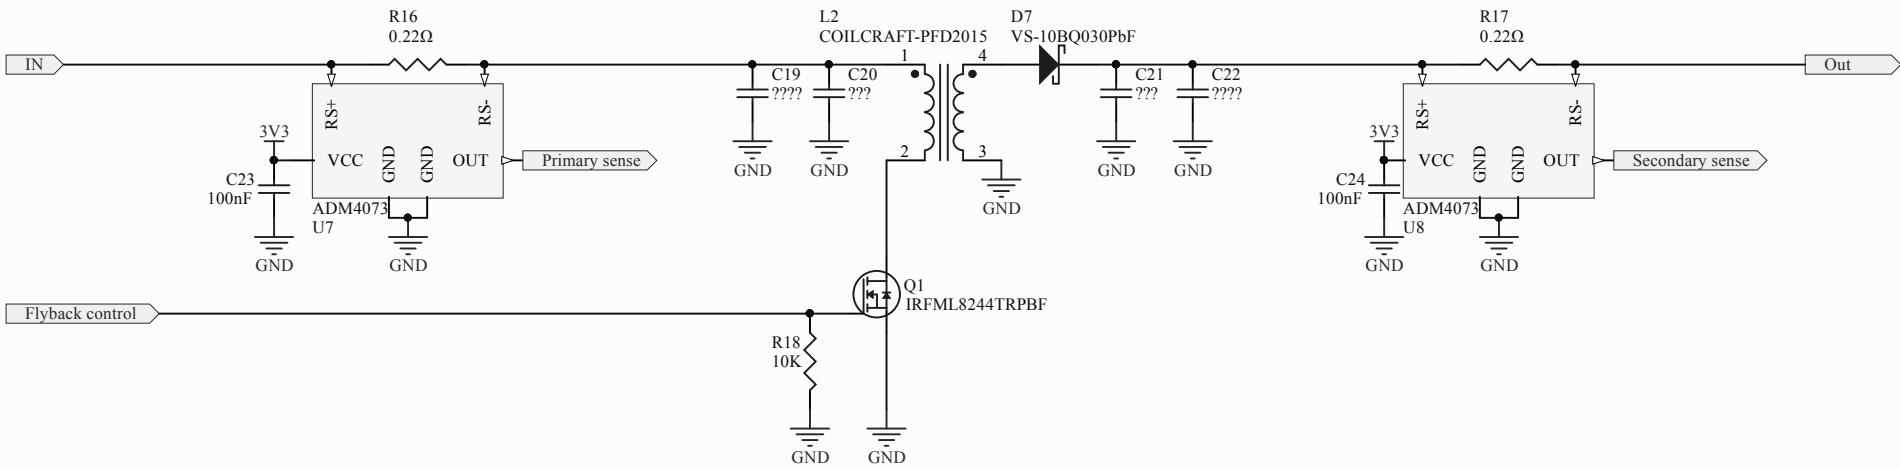 R16
0.22Ω
L2
COILCRAFT-PFD2015
D7
VS-10BQ030PbF
R17
0.22Ω
IN
1
4
Out
C19
????
C20
???
C21
???
C22
????
RS+
RS-
RS+
RS-
3V3
VCC
GND
GND
OUT
Primary sense
2
3
GND
GND
GND
GND
GND
3V3
VCC
GND
GND
OUT
Secondary sense
C23
100nF
ADM4073
U7
C24
100nF
ADM4073
U8
GND
GND
GND
GND
Q1
IRFML8244TRPBF
Flyback control
R18
10K
GND
GND